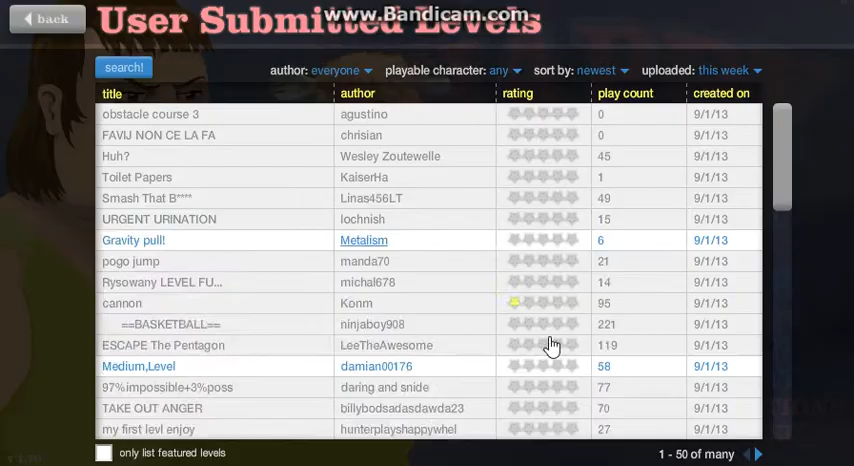 back
User Submitted Levels
www.Bandicam.com
search!
author: everyone playable character: any sort by: newest uploaded: this week
title author rating play count created on
obstacle course 3 agustino 0 9/1/13
FAVIJ NON CE LA FA chrisian 0 9/1/13
Huh? Wesley Zoutewelle 45 9/1/13
Toilet Papers KaiserHa 1 9/1/13
Smash That B**** Linas456LT 49 9/1/13
URGENT URINATION lochnish 15 9/1/13
Gravity pull! Metalism 6 9/1/13
pogo jump manda70 21 9/1/13
Rysowany LEVEL FU... michal678 14 9/1/13
cannon Konm 95 9/1/13
==BASKETBALL== ninjaboy908 221 9/1/13
ESCAPE The Pentagon LeeTheAwesome 119 9/1/13
Medium,Level damian00176 58 9/1/13
97%impossible+3%poss daring and snide 77 9/1/13
TAKE OUT ANGER billybodsadasdawda23 70 9/1/13
my first levl enjoy hunterplayshappywhel 27 9/1/13
only list featured levels 1 - 50 of many